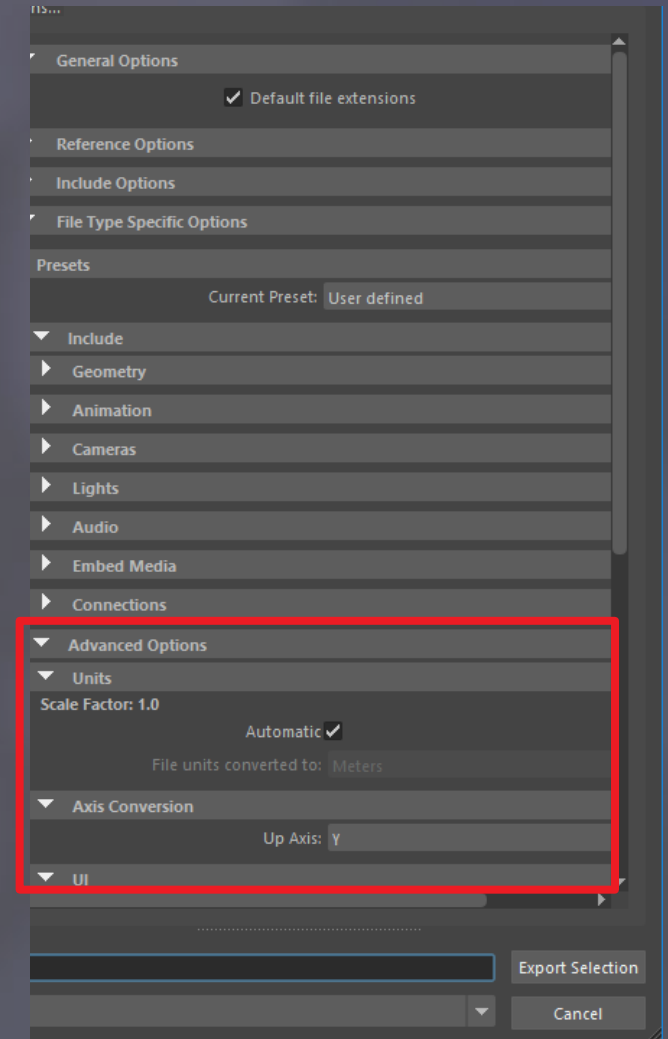 ns...
General Options
Default file extensions
Reference Options
Include Options
File Type Specific Options
Presets
Current Preset: User defined
Include
Geometry
Animation
Cameras
Lights
Audio
Embed Media
Connections
Advanced Options
Units
Scale Factor: 1.0
Automatic
File units converted to: Meters
Axis Conversion
Up Axis: Y
UI
Export Selection
Cancel